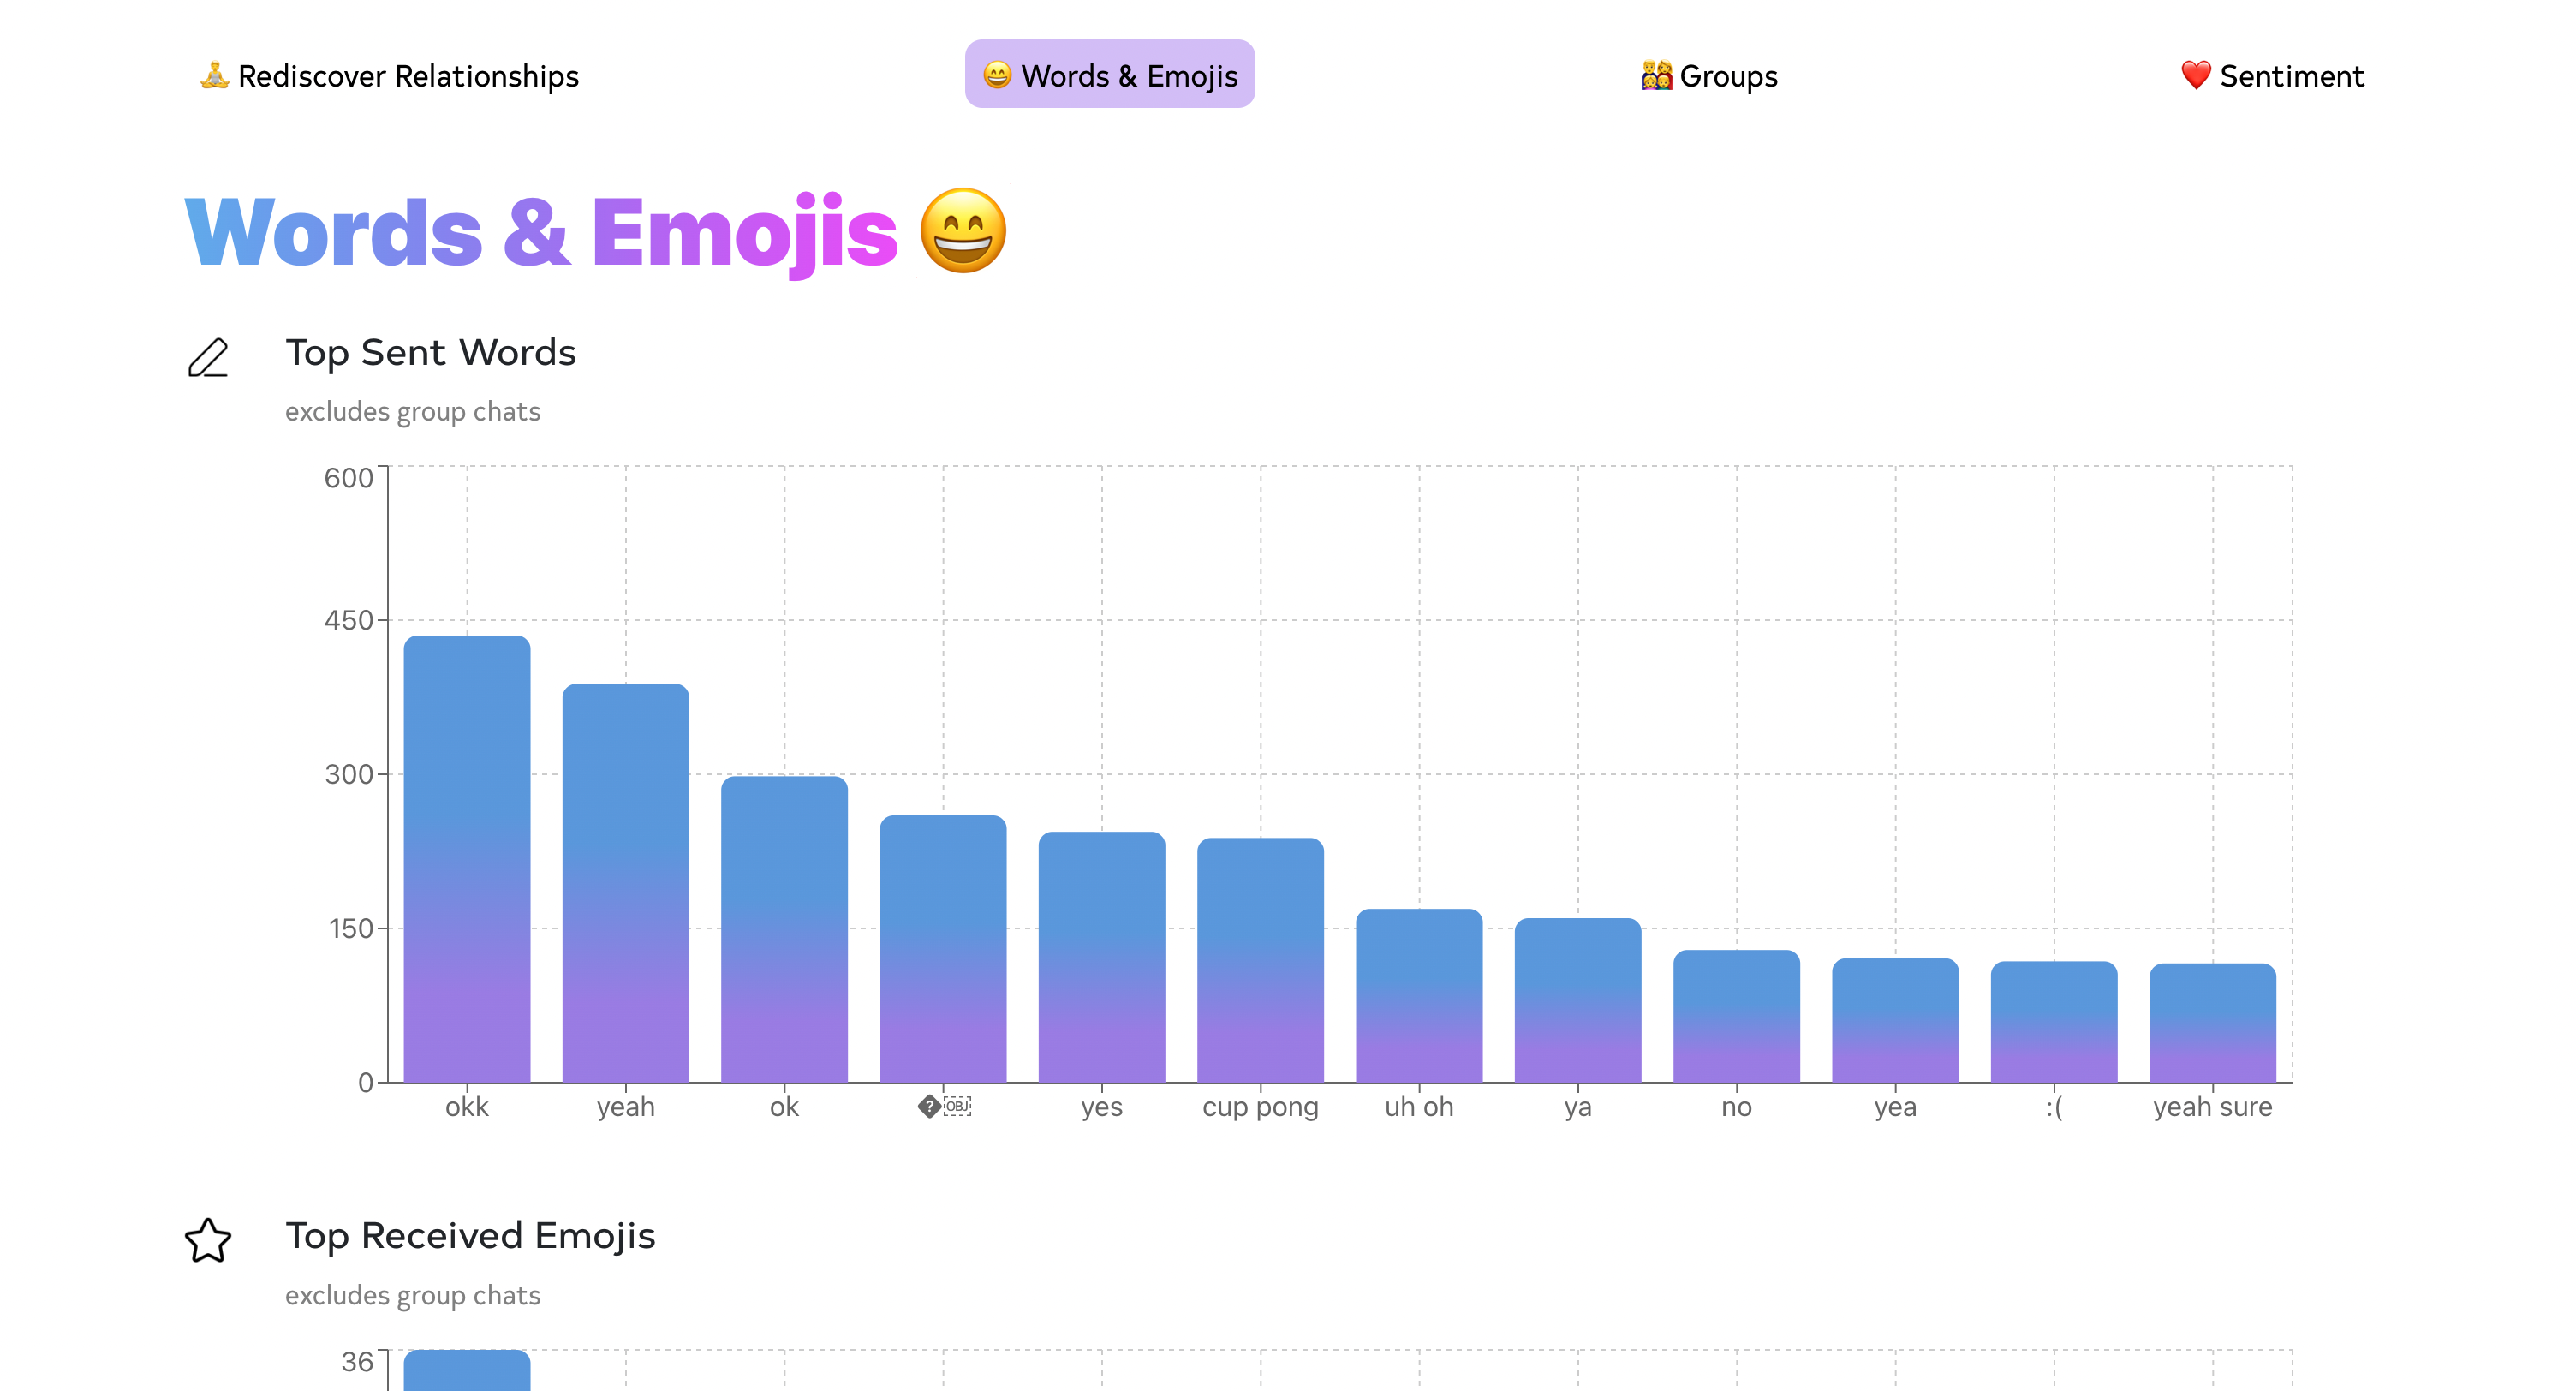 🧘 Rediscover Relationships 😄 Words & Emojis 👨‍👩‍👧‍👦 Groups ❤️ Sentiment
Words & Emojis 😄
Top Sent Words
excludes group chats
600
450
300
150
0
okk yeah ok �￼ yes cup pong uh oh ya no yea :( yeah sure
Top Received Emojis
excludes group chats
36